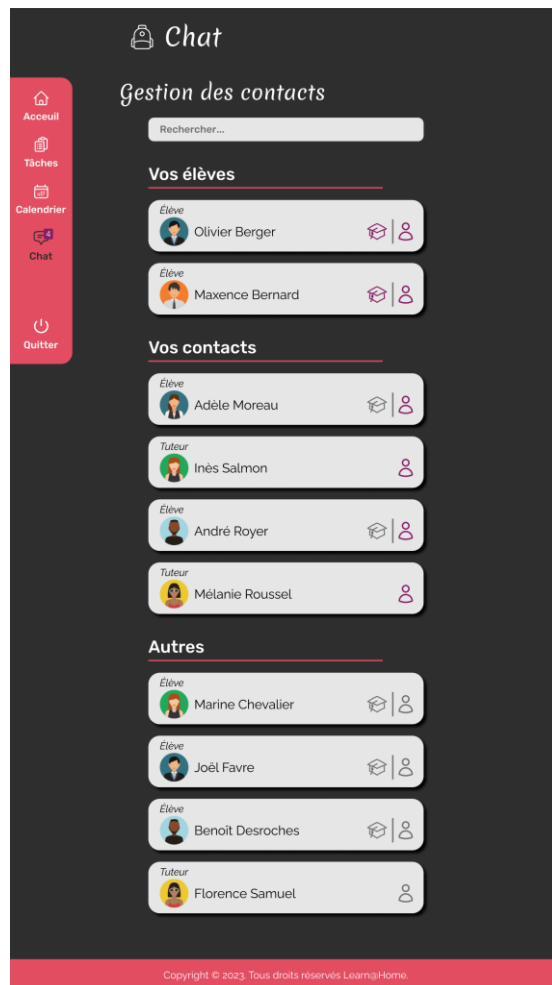 Chat
Gestion des contacts
Acceuil
Tâches
Calendrier
4
Chat
Quitter
Rechercher...
Vos élèves
Élève
Olivier Berger
Élève
Maxence Bernard
Vos contacts
Élève
Adèle Moreau
Tuteur
Inès Salmon
Élève
André Royer
Tuteur
Mélanie Roussel
Autres
Élève
Marine Chevalier
Élève
Joël Favre
Élève
Benoît Desroches
Tuteur
Florence Samuel
Copyright © 2023. Tous droits réservés Learn@Home.